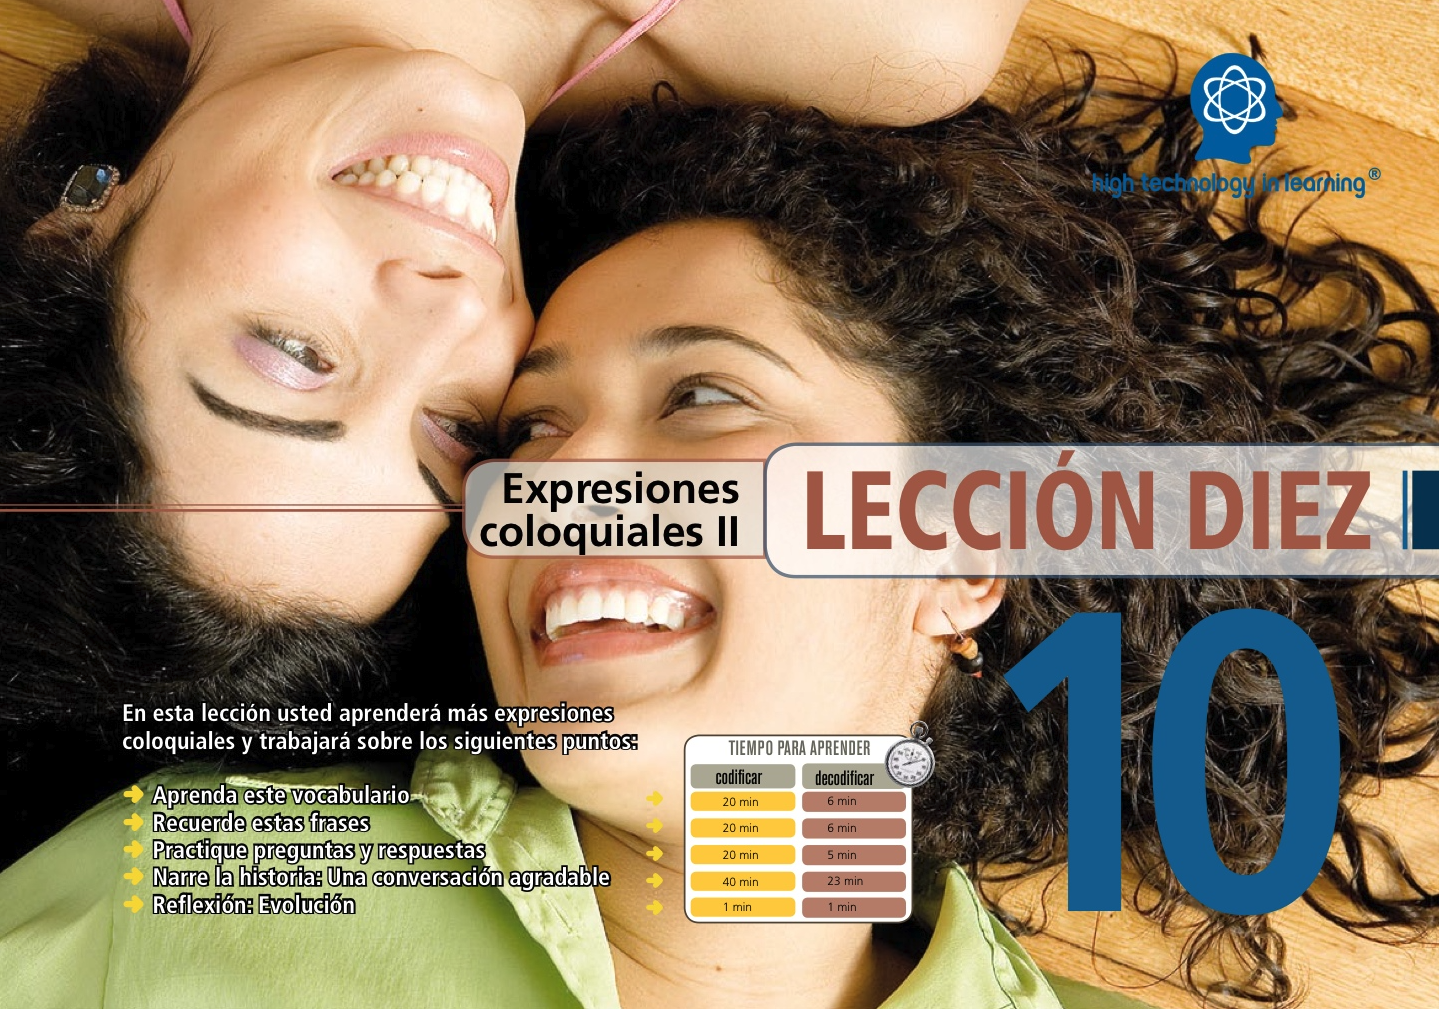 high technology in learning®
Expresiones
coloquiales II
LECCIÓN DIEZ
10
En esta lección usted aprenderá más expresiones
coloquiales y trabajará sobre los siguientes puntos:
TIEMPO PARA APRENDER
codificar decodificar
Aprenda este vocabulario 20 min 6 min
Recuerde estas frases 20 min 6 min
Practique preguntas y respuestas 20 min 5 min
Narre la historia: Una conversación agradable 40 min 23 min
Reflexión: Evolución 1 min 1 min